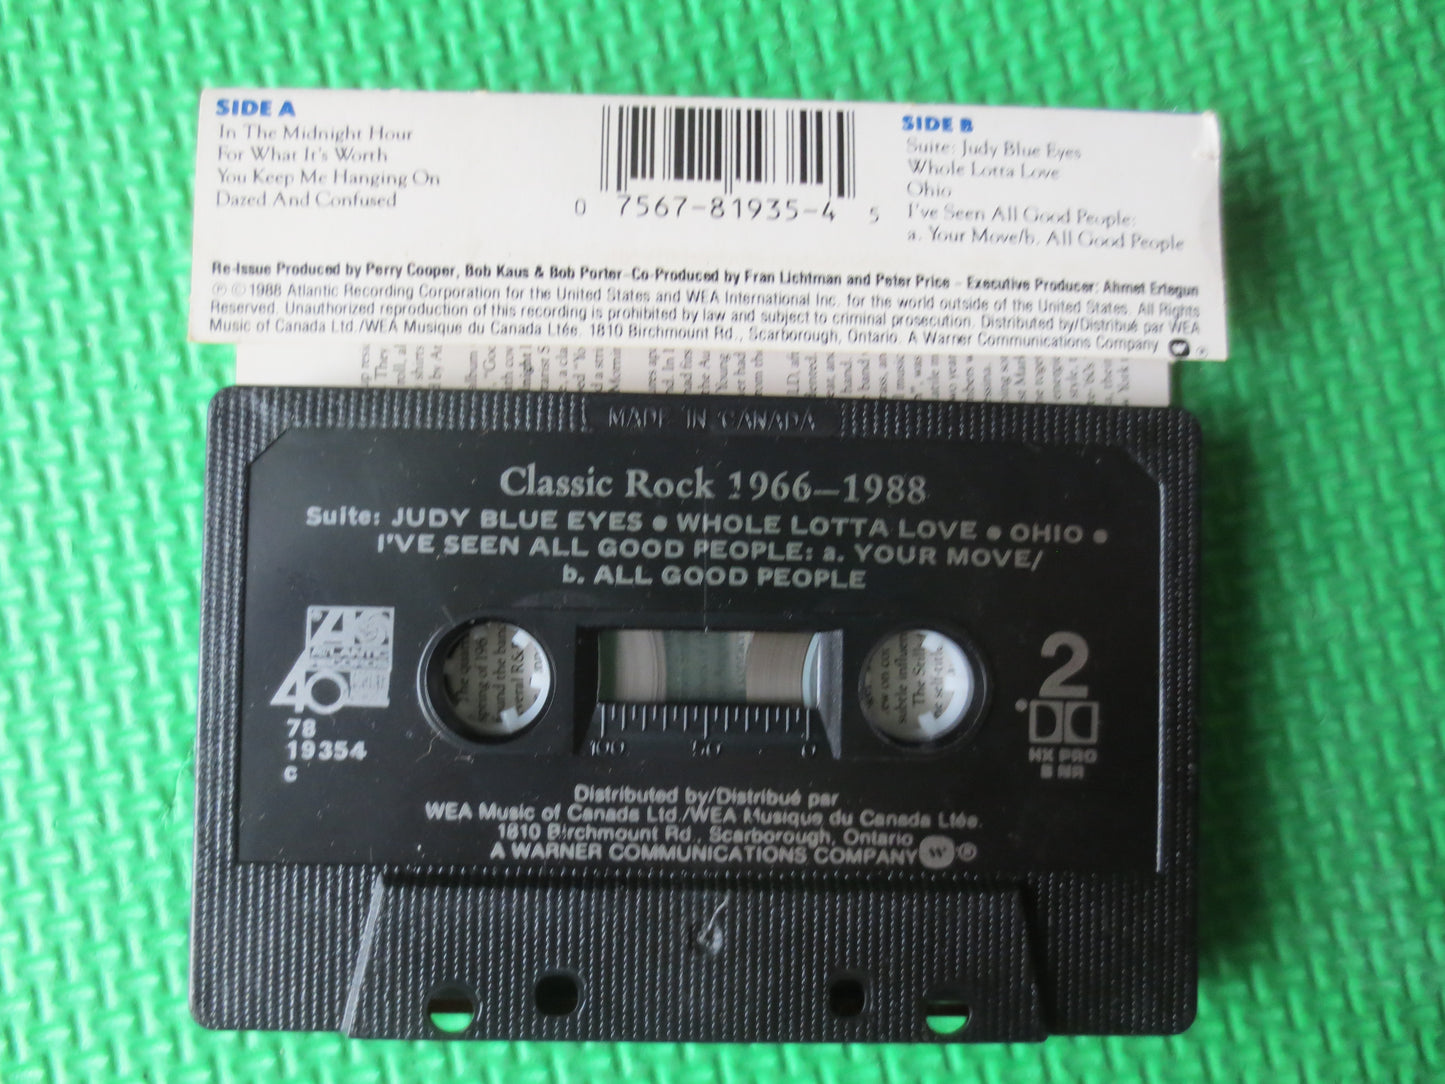 SIDE A
In The Midnight Hour
For What It's Worth
You Keep Me Hanging On
Dazed And Confused
0 7567-81935-4 5
SIDE B
Suite: Judy Blue Eyes
Whole Lotta Love
Ohio
I've Seen All Good People:
a. Your Move/b. All Good People
Re-Issue Produced by Perry Cooper, Bob Kaus & Bob Porter–Co-Produced by Fran Lichtman and Peter Price – Executive Producer: Ahmet Ertegun
℗ © 1988 Atlantic Recording Corporation for the United States and WEA International Inc. for the world outside of the United States. All Rights
Reserved. Unauthorized reproduction of this recording is prohibited by law and subject to criminal prosecution. Distributed by/Distribué par WEA
Music of Canada Ltd./WEA Musique du Canada Ltée. 1810 Birchmount Rd., Scarborough, Ontario. A Warner Communications Company
MADE IN CANADA
Classic Rock 1966–1988
Suite: JUDY BLUE EYES • WHOLE LOTTA LOVE • OHIO •
I'VE SEEN ALL GOOD PEOPLE: a. YOUR MOVE/
b. ALL GOOD PEOPLE
40
78
19354
C
2
HX PRO
B NR
100 50 0
Distributed by/Distribué par
WEA Music of Canada Ltd./WEA Musique du Canada Ltée.
1810 Birchmount Rd., Scarborough, Ontario
A WARNER COMMUNICATIONS COMPANY